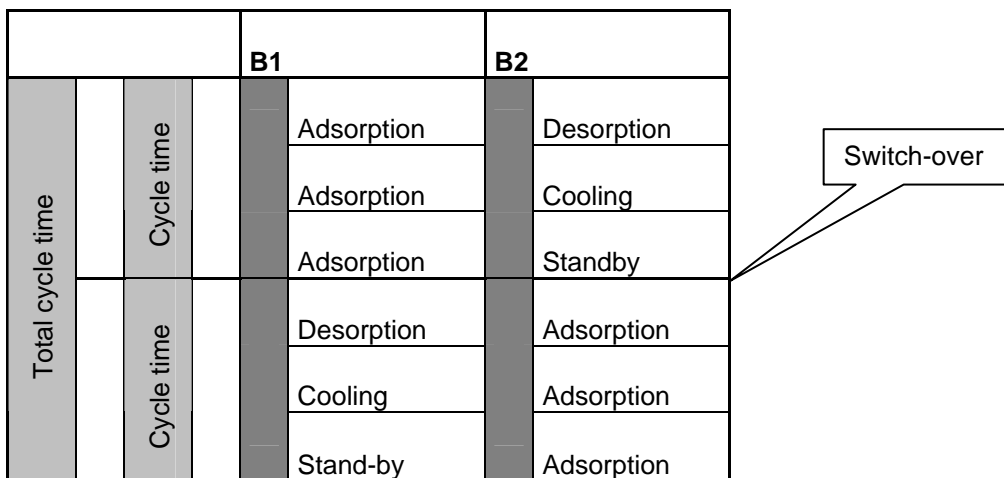 B1 B2
Total cycle time
Cycle time
Adsorption Desorption
Adsorption Cooling
Adsorption Standby
Switch-over
Cycle time
Desorption Adsorption
Cooling Adsorption
Stand-by Adsorption